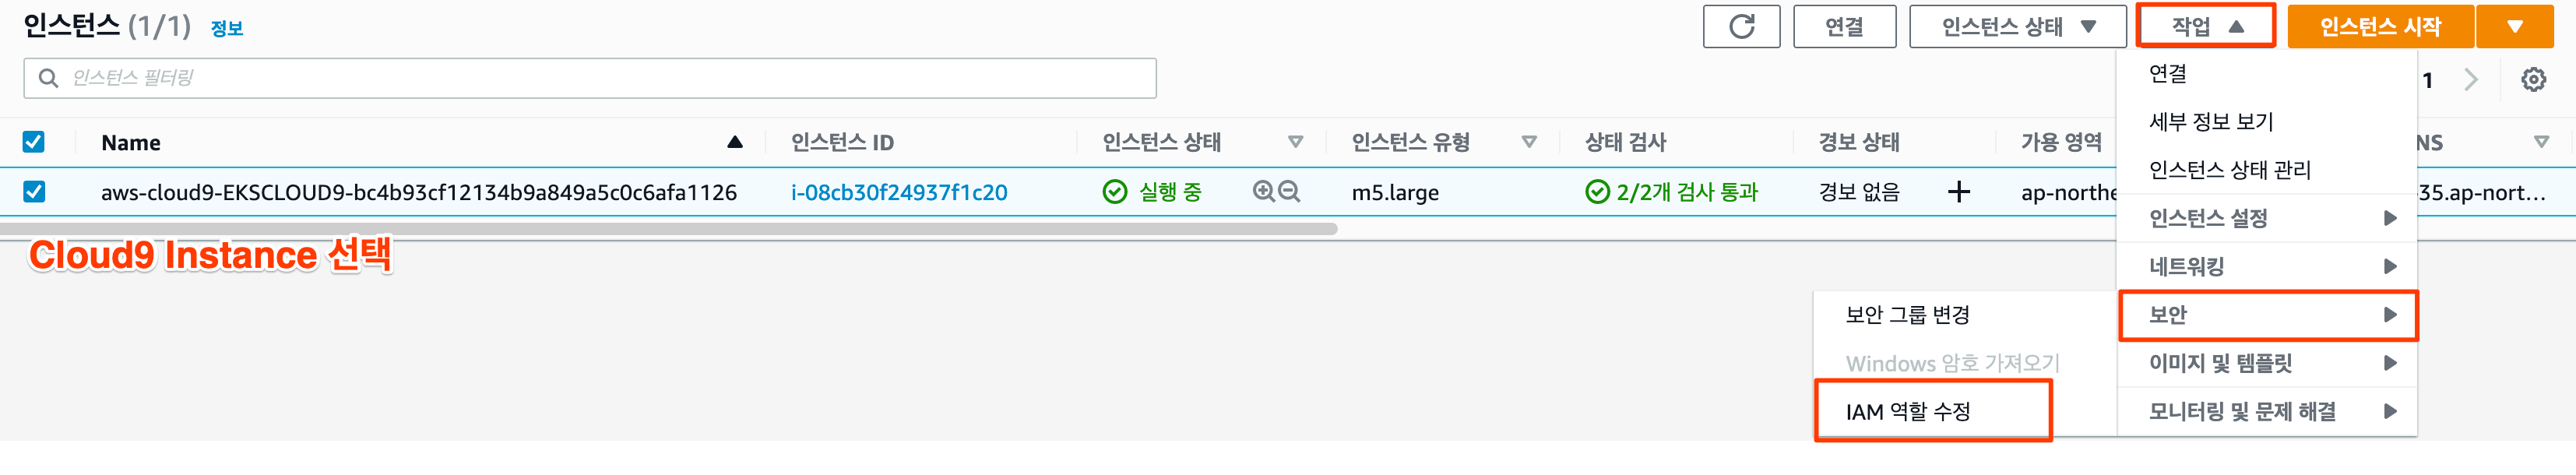 인스턴스 (1/1) 정보
연결
인스턴스 상태
작업
인스턴스 시작
인스턴스 필터링
1
Name
인스턴스 ID
인스턴스 상태
인스턴스 유형
상태 검사
경보 상태
가용 영역
NS
aws-cloud9-EKSCLOUD9-bc4b93cf12134b9a849a5c0c6afa1126
i-08cb30f24937f1c20
실행 중
m5.large
2/2개 검사 통과
경보 없음
ap-northe
-35.ap-nort...
Cloud9 Instance 선택
연결
세부 정보 보기
인스턴스 상태 관리
인스턴스 설정
네트워킹
보안
이미지 및 템플릿
모니터링 및 문제 해결
보안 그룹 변경
Windows 암호 가져오기
IAM 역할 수정